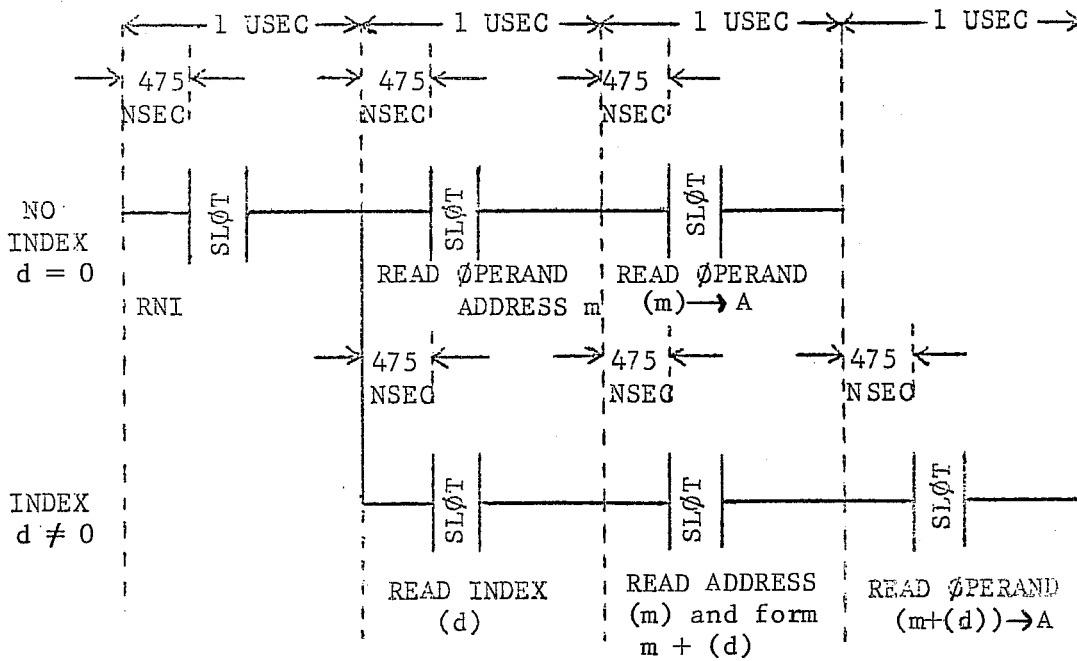 1 USEC 1 USEC 1 USEC 1 USEC
475 475 475
NSEC NSEC NSEC
NO
INDEX
d = 0
SLØT SLØT SLØT
READ ØPERAND
ADDRESS m
READ ØPERAND
(m)→ A
RNI
475 475 475
NSEC NSEC NSEC
INDEX
d ≠ 0
SLØT SLØT SLØT
READ INDEX
(d)
READ ADDRESS
(m) and form
m + (d)
READ ØPERAND
(m+(d))→A